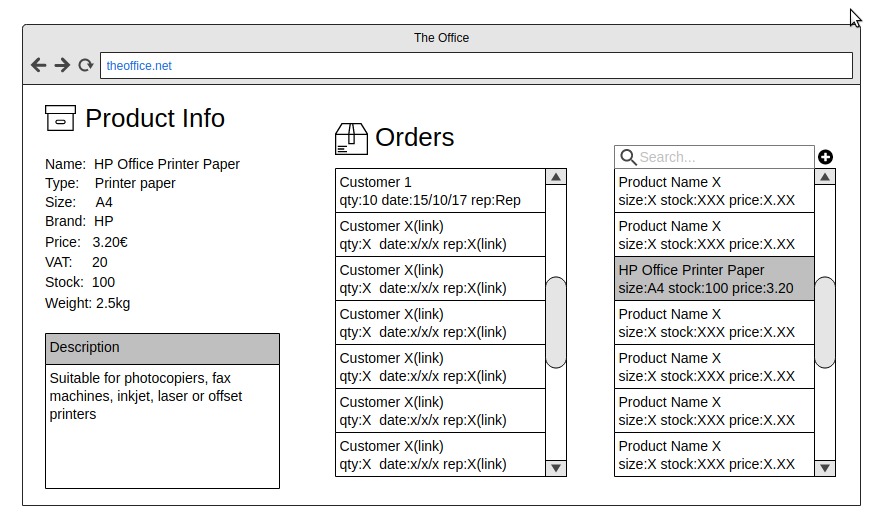 The Office
theoffice.net
Product Info
Name: HP Office Printer Paper
Type: Printer paper
Size: A4
Brand: HP
Price: 3.20€
VAT: 20
Stock: 100
Weight: 2.5kg
Description
Suitable for photocopiers, fax
machines, inkjet, laser or offset
printers
Orders
Customer 1
qty:10 date:15/10/17 rep:Rep
Customer X(link)
qty:X date:x/x/x rep:X(link)
Customer X(link)
qty:X date:x/x/x rep:X(link)
Customer X(link)
qty:X date:x/x/x rep:X(link)
Customer X(link)
qty:X date:x/x/x rep:X(link)
Customer X(link)
qty:X date:x/x/x rep:X(link)
Customer X(link)
qty:X date:x/x/x rep:X(link)
Search...
Product Name X
size:X stock:XXX price:X.XX
Product Name X
size:X stock:XXX price:X.XX
HP Office Printer Paper
size:A4 stock:100 price:3.20
Product Name X
size:X stock:XXX price:X.XX
Product Name X
size:X stock:XXX price:X.XX
Product Name X
size:X stock:XXX price:X.XX
Product Name X
size:X stock:XXX price:X.XX